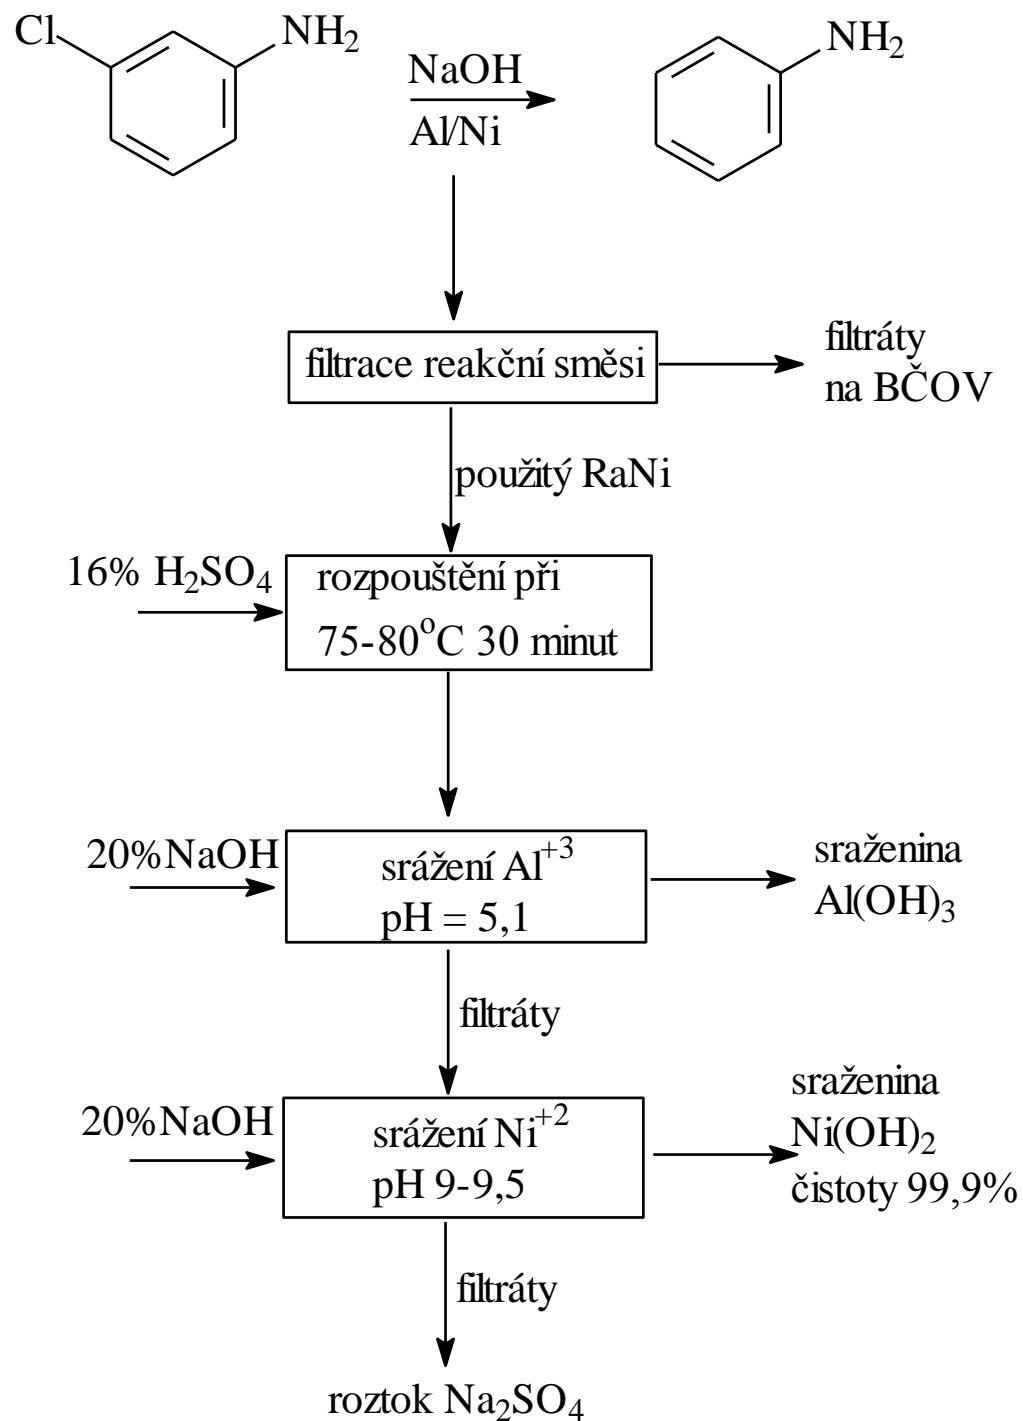 Cl
NH₂
NaOH
Al/Ni
NH₂
filtrace reakční směsi
filtráty
na BČOV
použitý RaNi
16% H₂SO₄
rozpouštění při
75-80°C 30 minut
20%NaOH
srážení Al⁺³
pH = 5,1
sraženina
Al(OH)₃
filtráty
20%NaOH
srážení Ni⁺²
pH 9-9,5
sraženina
Ni(OH)₂
čistoty 99,9%
filtráty
roztok Na₂SO₄